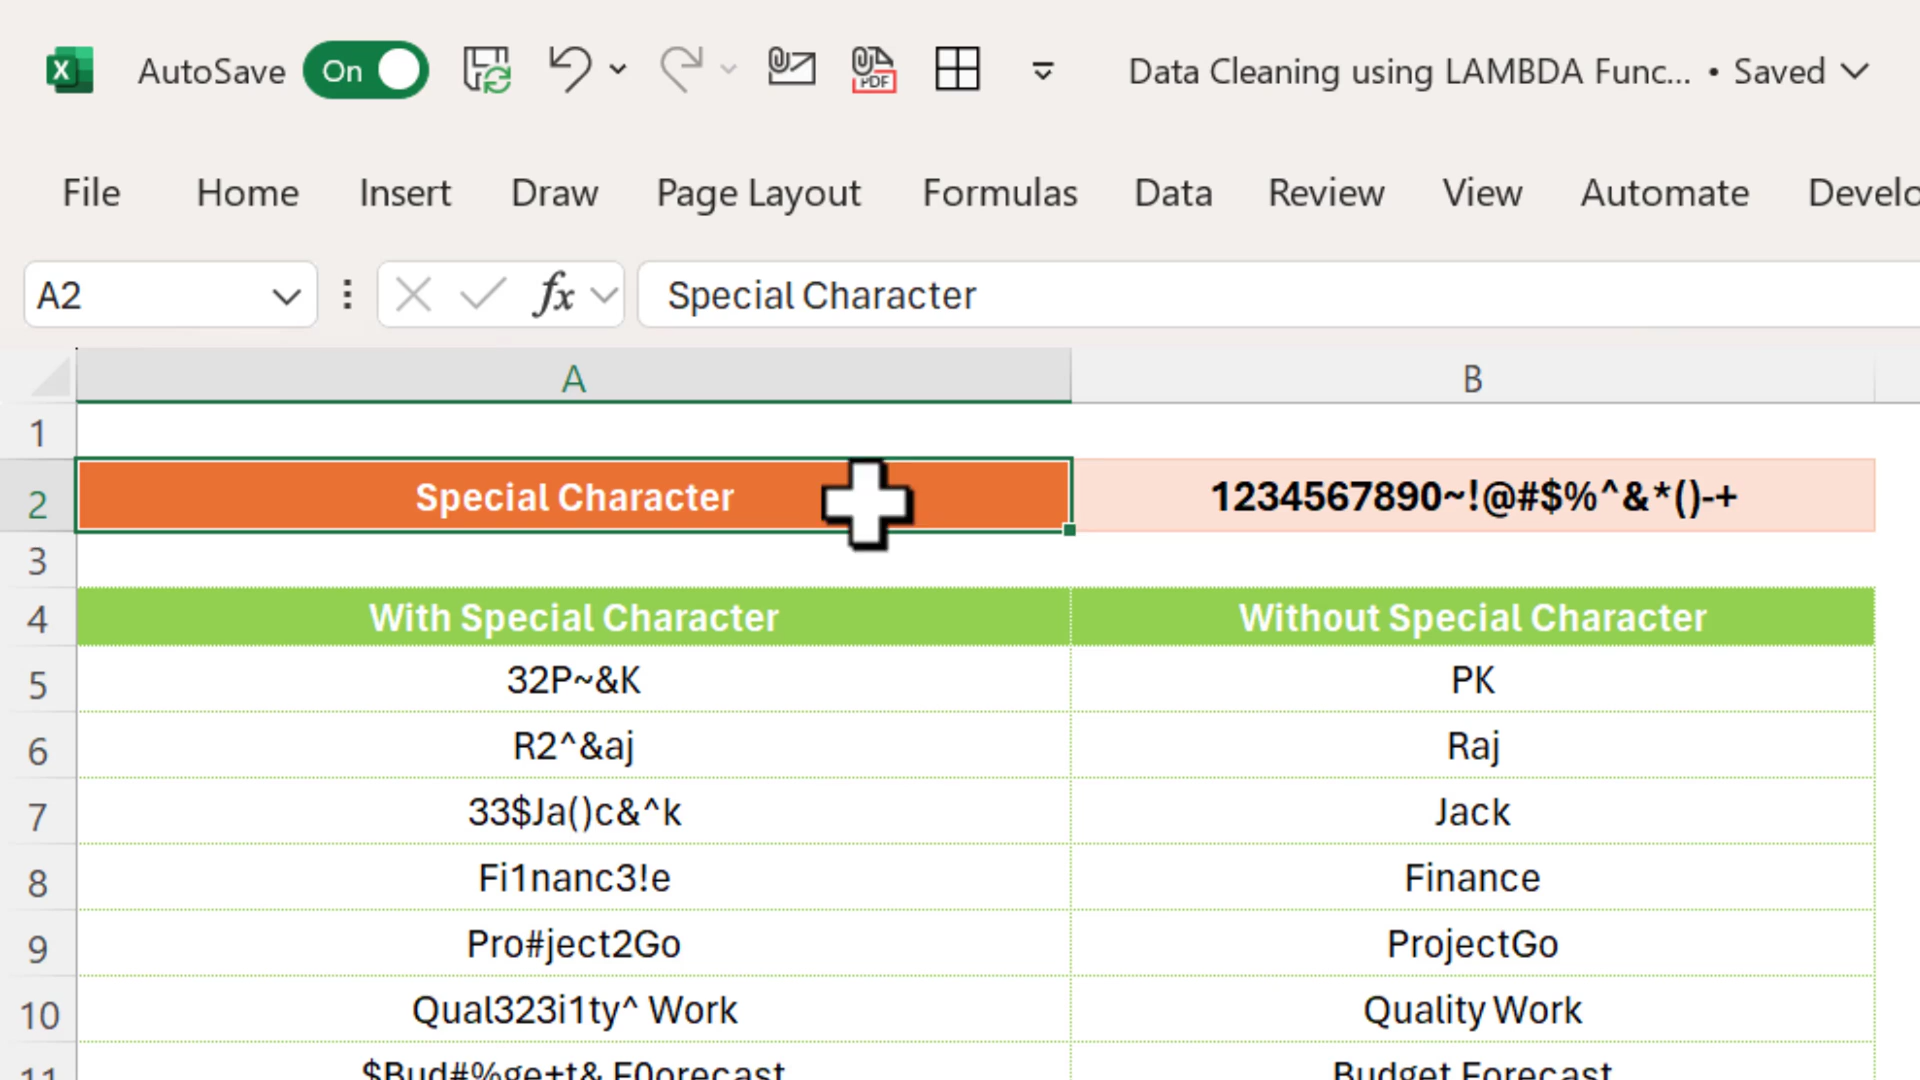 AutoSave On PDF Data Cleaning using LAMBDA Func... • Saved
File Home Insert Draw Page Layout Formulas Data Review View Automate Develo
A2 fx Special Character
A B
1
2 Special Character 1234567890~!@#$%^&*()-+
3
4 With Special Character Without Special Character
5 32P~&K PK
6 R2^&aj Raj
7 33$Ja()c&^k Jack
8 Fi1nanc3!e Finance
9 Pro#ject2Go ProjectGo
10 Qual323i1ty^ Work Quality Work
11 $Bud#%ge+t& F0orecast Budget Forecast